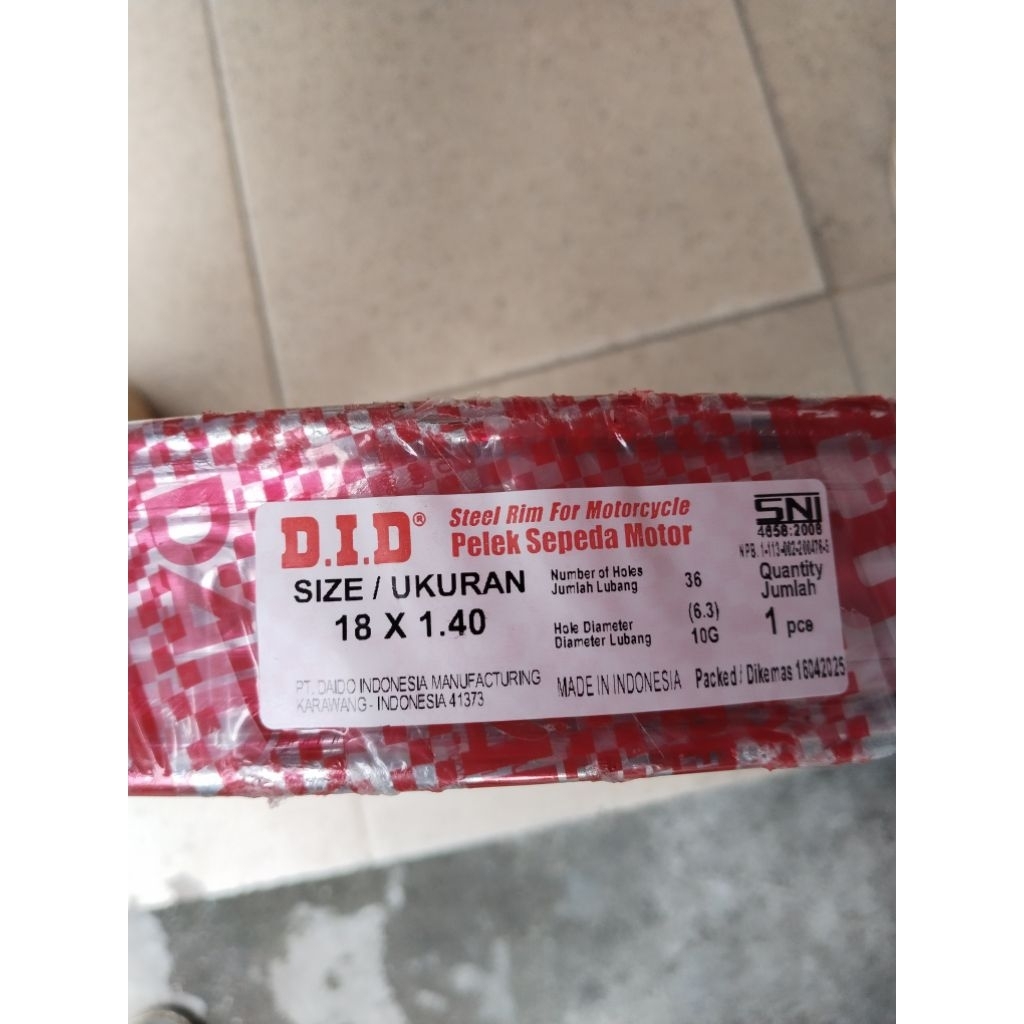 D.I.D®
Steel Rim For Motorcycle
Pelek Sepeda Motor
SIZE / UKURAN
18 X 1.40
Number of Holes
Jumlah Lubang
36
Hole Diameter
Diameter Lubang
(6.3)
10G
SNI
4658:2008
Quantity
Jumlah
1 pce
PT. DAIDO INDONESIA MANUFACTURING
KARAWANG - INDONESIA 41373
MADE IN INDONESIA
Packed / Dikemas 16042025